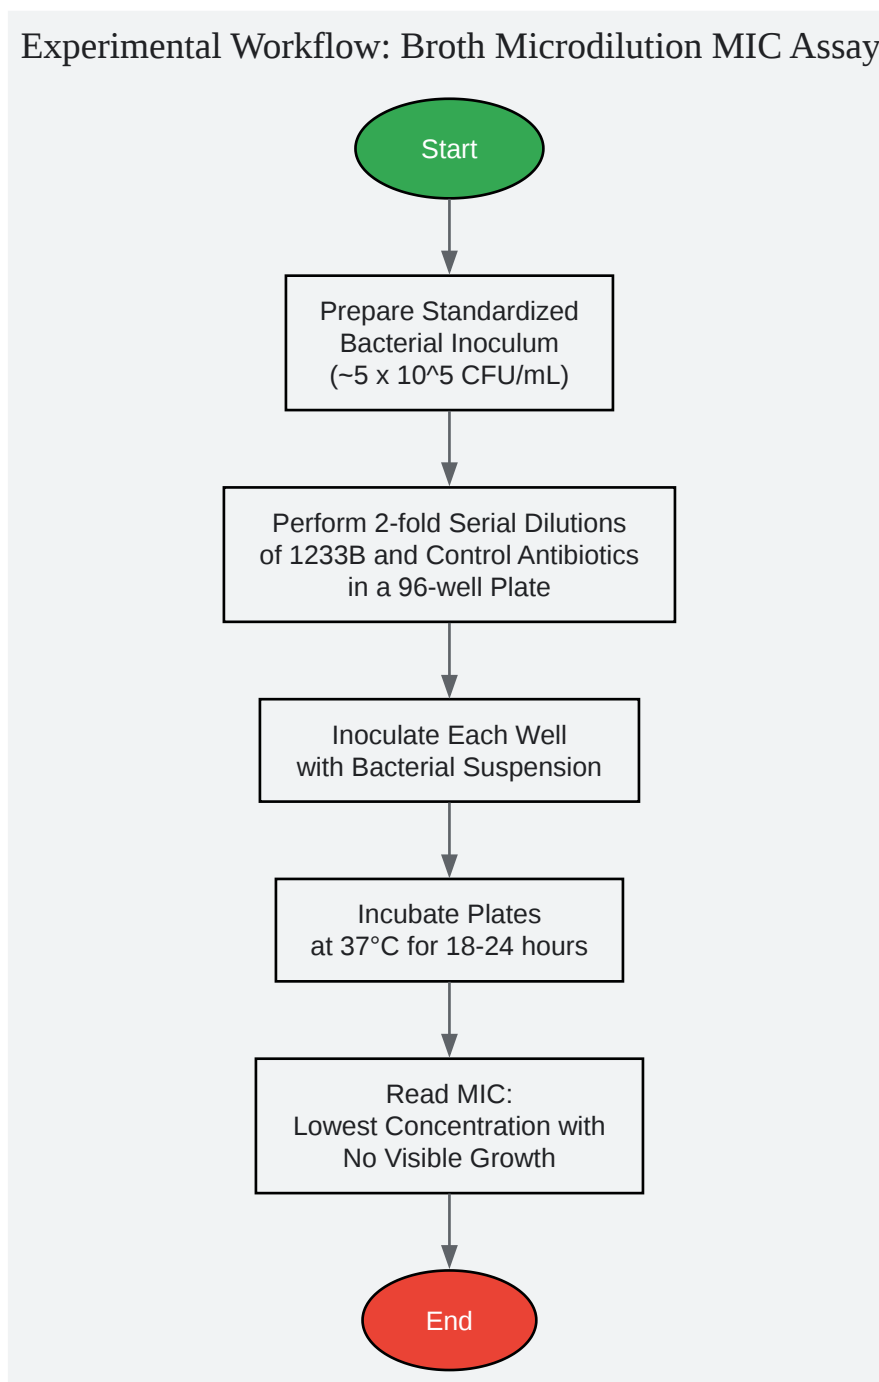 Experimental Workflow: Broth Microdilution MIC Assay
Start
Prepare Standardized
Bacterial Inoculum
(~5 x 10^5 CFU/mL)
Perform 2-fold Serial Dilutions
of 1233B and Control Antibiotics
in a 96-well Plate
Inoculate Each Well
with Bacterial Suspension
Incubate Plates
at 37°C for 18-24 hours
Read MIC:
Lowest Concentration with
No Visible Growth
End